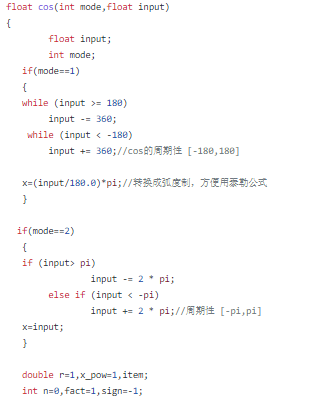 float cos(int mode,float input)
{
float input;
int mode;
if(mode==1)
{
while (input >= 180)
input -= 360;
while (input < -180)
input += 360;//cos的周期性 [-180,180]
x=(input/180.0)*pi;//转换成弧度制，方便用泰勒公式
}
if(mode==2)
{
if (input> pi)
input -= 2 * pi;
else if (input < -pi)
input += 2 * pi;//周期性 [-pi,pi]
x=input;
}
double r=1,x_pow=1,item;
int n=0,fact=1,sign=-1;